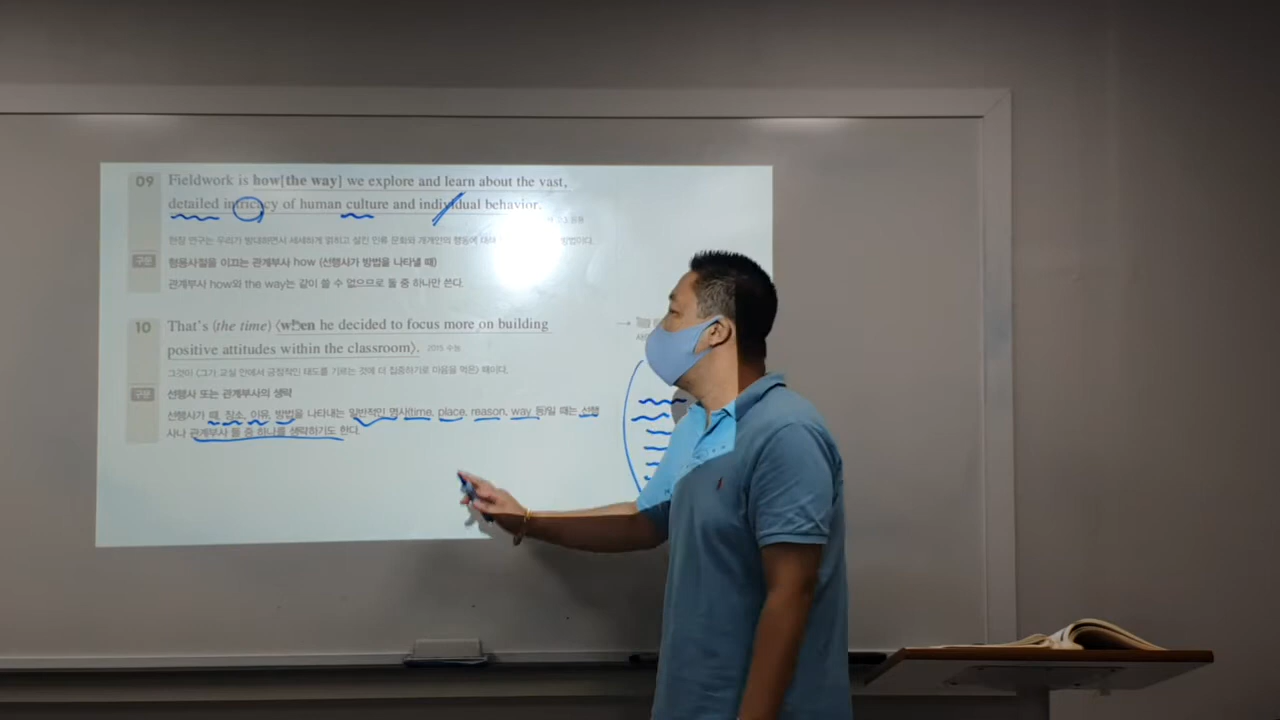 09 Fieldwork is how[the way] we explore and learn about the vast,
detailed intricacy of human culture and individual behavior.
현장 연구는 우리가 방대하면서 세세하게 얽히고 설킨 인류 문화와 개개인의 행동에 대해 방법이다.
구문 형용사절을 이끄는 관계부사 how (선행사가 방법을 나타낼 때)
관계부사 how와 the way는 같이 쓸 수 없으므로 둘 중 하나만 쓴다.
10 That's (the time) 〈when he decided to focus more on building
positive attitudes within the classroom〉. 2015 수능
그것이 〈그가 교실 안에서 긍정적인 태도를 기르는 것에 더 집중하기로 마음을 먹은〉 때이다.
구문 선행사 또는 관계부사의 생략
선행사가 때, 장소, 이유, 방법을 나타내는 일반적인 명사(time, place, reason, way 등)일 때는 선행
사나 관계부사 둘 중 하나를 생략하기도 한다.